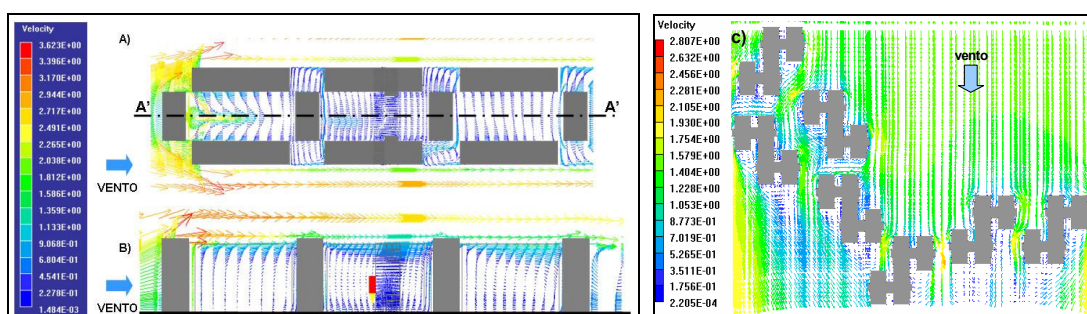 Velocity
3.623E+00
3.396E+00
3.170E+00
2.944E+00
2.717E+00
2.491E+00
2.265E+00
2.038E+00
1.812E+00
1.586E+00
1.359E+00
1.133E+00
9.068E-01
6.804E-01
4.541E-01
2.278E-01
1.484E-03
A)
A'
A'
VENTO
B)
VENTO
Velocity
2.807E+00
2.632E+00
2.456E+00
2.281E+00
2.105E+00
1.930E+00
1.754E+00
1.579E+00
1.404E+00
1.228E+00
1.053E+00
8.773E-01
7.019E-01
5.265E-01
3.511E-01
1.756E-01
2.205E-04
c)
vento